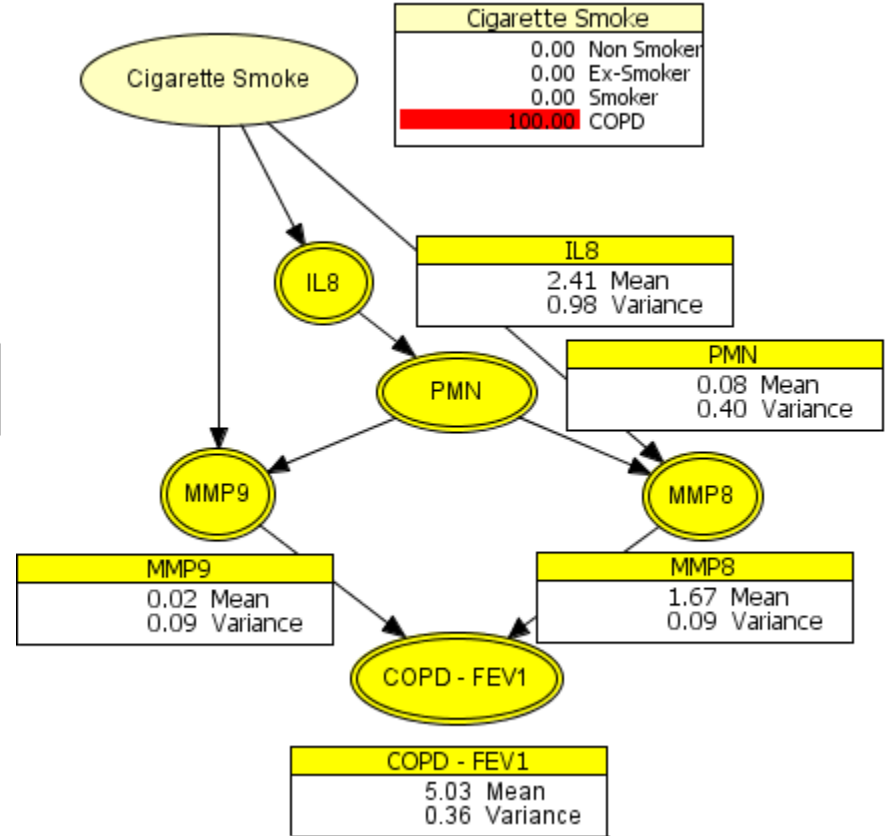 Cigarette Smoke
Cigarette Smoke
0.00 Non Smoker
0.00 Ex-Smoker
0.00 Smoker
100.00 COPD
IL8
IL8
2.41 Mean
0.98 Variance
PMN
PMN
0.08 Mean
0.40 Variance
MMP9
MMP8
MMP9
0.02 Mean
0.09 Variance
MMP8
1.67 Mean
0.09 Variance
COPD - FEV1
COPD - FEV1
5.03 Mean
0.36 Variance